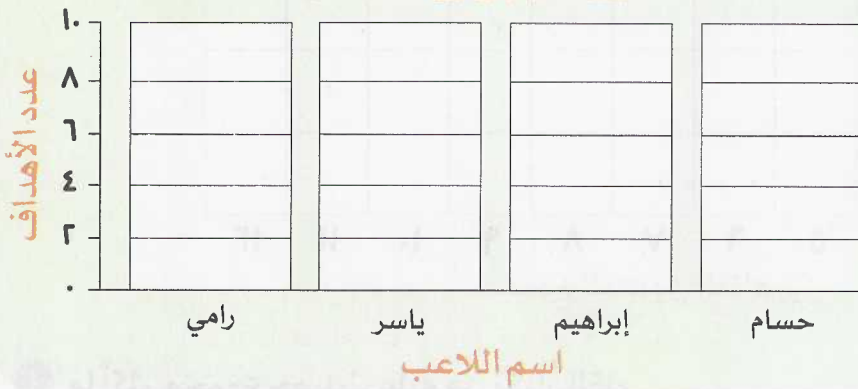 عدد الأهداف
١٠
٨
٦
٤
٢
٠
رامي ياسر إبراهيم حسام
اسم اللاعب